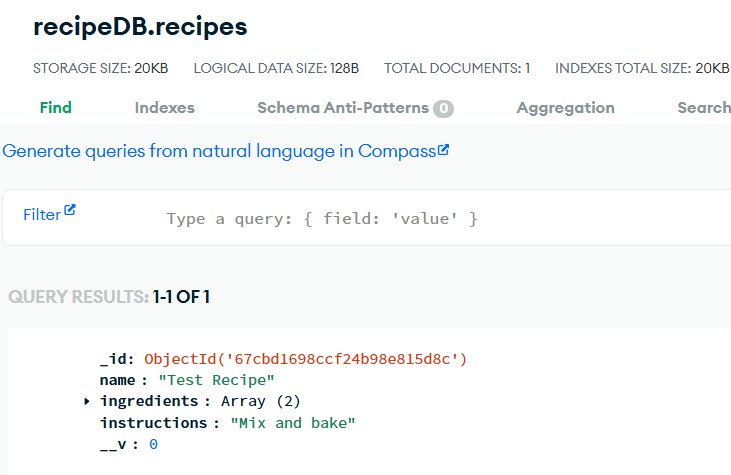 recipeDB.recipes
STORAGE SIZE: 20KB LOGICAL DATA SIZE: 128B TOTAL DOCUMENTS: 1 INDEXES TOTAL SIZE: 20KB
Find Indexes Schema Anti-Patterns 0 Aggregation Search
Generate queries from natural language in Compass
Filter Type a query: { field: 'value' }
QUERY RESULTS: 1-1 OF 1
_id: ObjectId('67cbd1698ccf24b98e815d8c')
name : "Test Recipe"
ingredients : Array (2)
instructions : "Mix and bake"
__v : 0